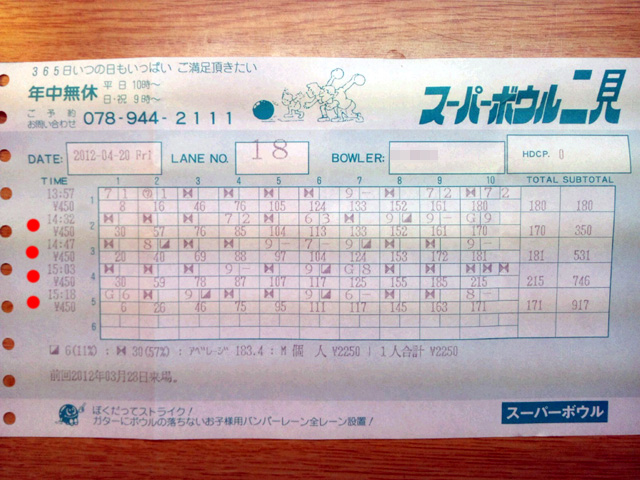 365日いつの日もいっぱい ご満足頂きたい
年中無休 平日10時〜 日・祝 9時〜
ご予約 お問い合わせ 078-944-2111
スーパーボウル二見
DATE: 2012-04-20 Fri LANE NO. 18 BOWLER: HDCP. 0
TIME 1 2 3 4 5 6 7 8 9 10 TOTAL SUBTOTAL
13:57 ¥450 1 8 16 46 76 105 124 133 152 161 180 180 180
14:32 ¥450 2 30 57 76 85 104 113 133 152 161 170 170 350
14:47 ¥450 3 20 40 69 88 97 104 124 153 172 181 181 531
15:03 ¥450 4 30 59 78 87 107 117 125 155 185 215 215 746
15:18 ¥450 5 6 26 46 75 95 111 117 145 163 171 171 917
6
6(11%) : 30(57%) : アベレージ 183.4 : 個 人 ¥2250 | 1人合計 ¥2250
前回2012年03月23日来場。
ぼくだってストライク!
ガターにボウルの落ちないお子様用バンパーレーン全レーン設置!
スーパーボウル